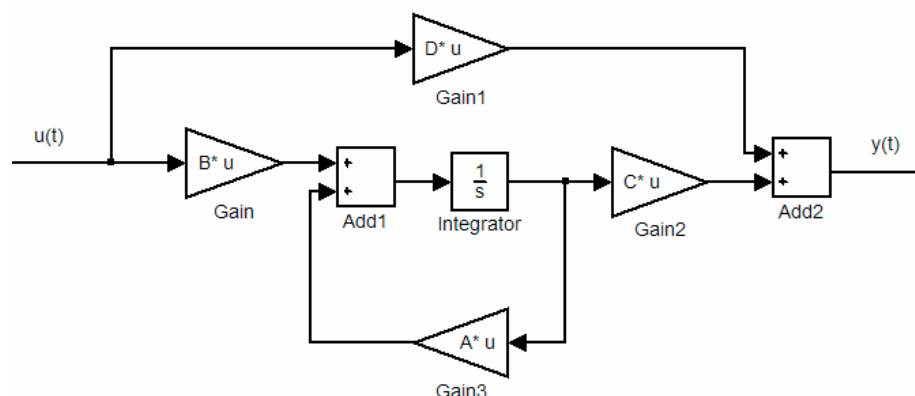 D* u
Gain1
u(t)
B* u
Gain
+
+
Add1
1
s
Integrator
C* u
Gain2
+
+
Add2
y(t)
A* u
Gain3